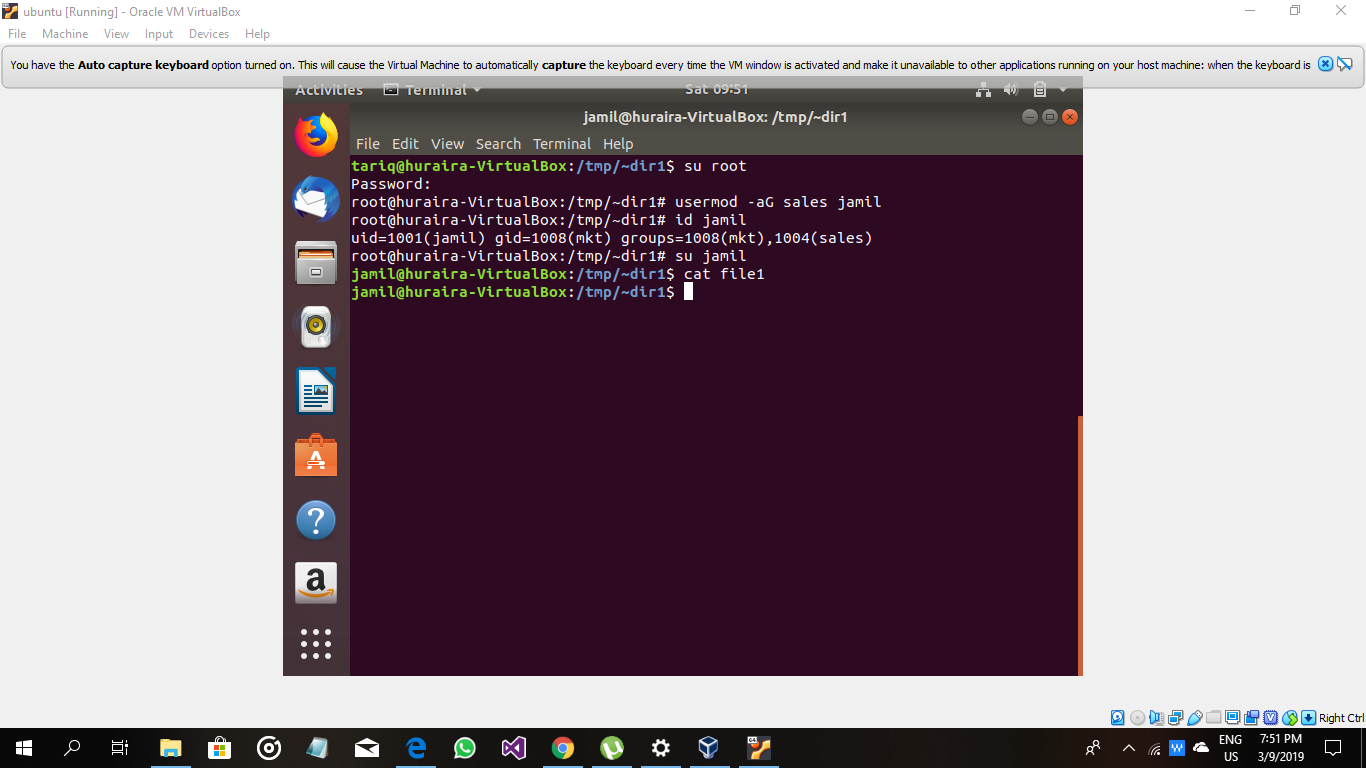 ubuntu [Running] - Oracle VM VirtualBox
File Machine View Input Devices Help
You have the Auto capture keyboard option turned on. This will cause the Virtual Machine to automatically capture the keyboard every time the VM window is activated and make it unavailable to other applications running on your host machine: when the keyboard is
Activities Terminal Sat 09:51
jamil@huraira-VirtualBox: /tmp/~dir1
File Edit View Search Terminal Help
tariq@huraira-VirtualBox:/tmp/~dir1$ su root
Password:
root@huraira-VirtualBox:/tmp/~dir1# usermod -aG sales jamil
root@huraira-VirtualBox:/tmp/~dir1# id jamil
uid=1001(jamil) gid=1008(mkt) groups=1008(mkt),1004(sales)
root@huraira-VirtualBox:/tmp/~dir1# su jamil
jamil@huraira-VirtualBox:/tmp/~dir1$ cat file1
jamil@huraira-VirtualBox:/tmp/~dir1$
Right Ctrl
ENG
US
7:51 PM
3/9/2019